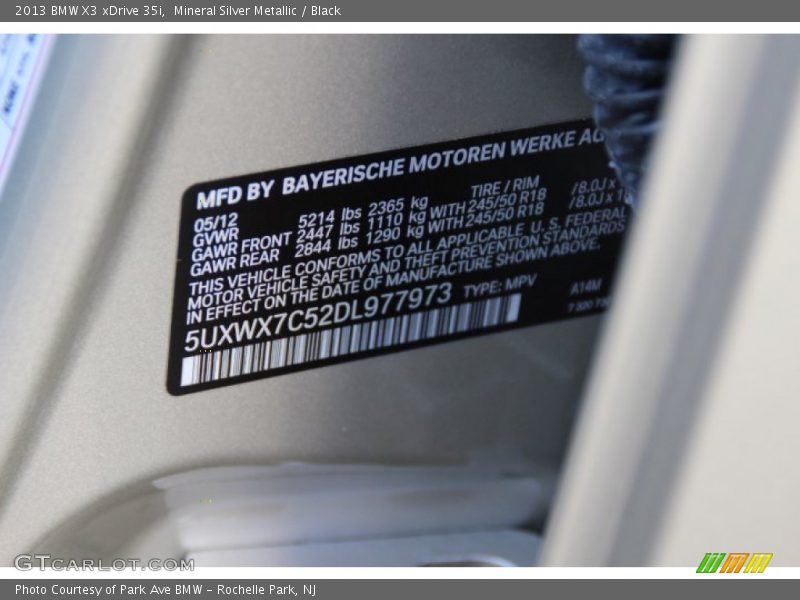 2013 BMW X3 xDrive 35i, Mineral Silver Metallic / Black
MFD BY BAYERISCHE MOTOREN WERKE AG
05/12
GVWR 5214 lbs 2365 kg TIRE / RIM
GAWR FRONT 2447 lbs 1110 kg WITH 245/50 R18 /8.0J x
GAWR REAR 2844 lbs 1290 kg WITH 245/50 R18 /8.0J x
THIS VEHICLE CONFORMS TO ALL APPLICABLE U. S. FEDERAL
MOTOR VEHICLE SAFETY AND THEFT PREVENTION STANDARDS
IN EFFECT ON THE DATE OF MANUFACTURE SHOWN ABOVE.
5UXWX7C52DL977973 TYPE: MPV A14M
GTCARLOT.COM
Photo Courtesy of Park Ave BMW - Rochelle Park, NJ